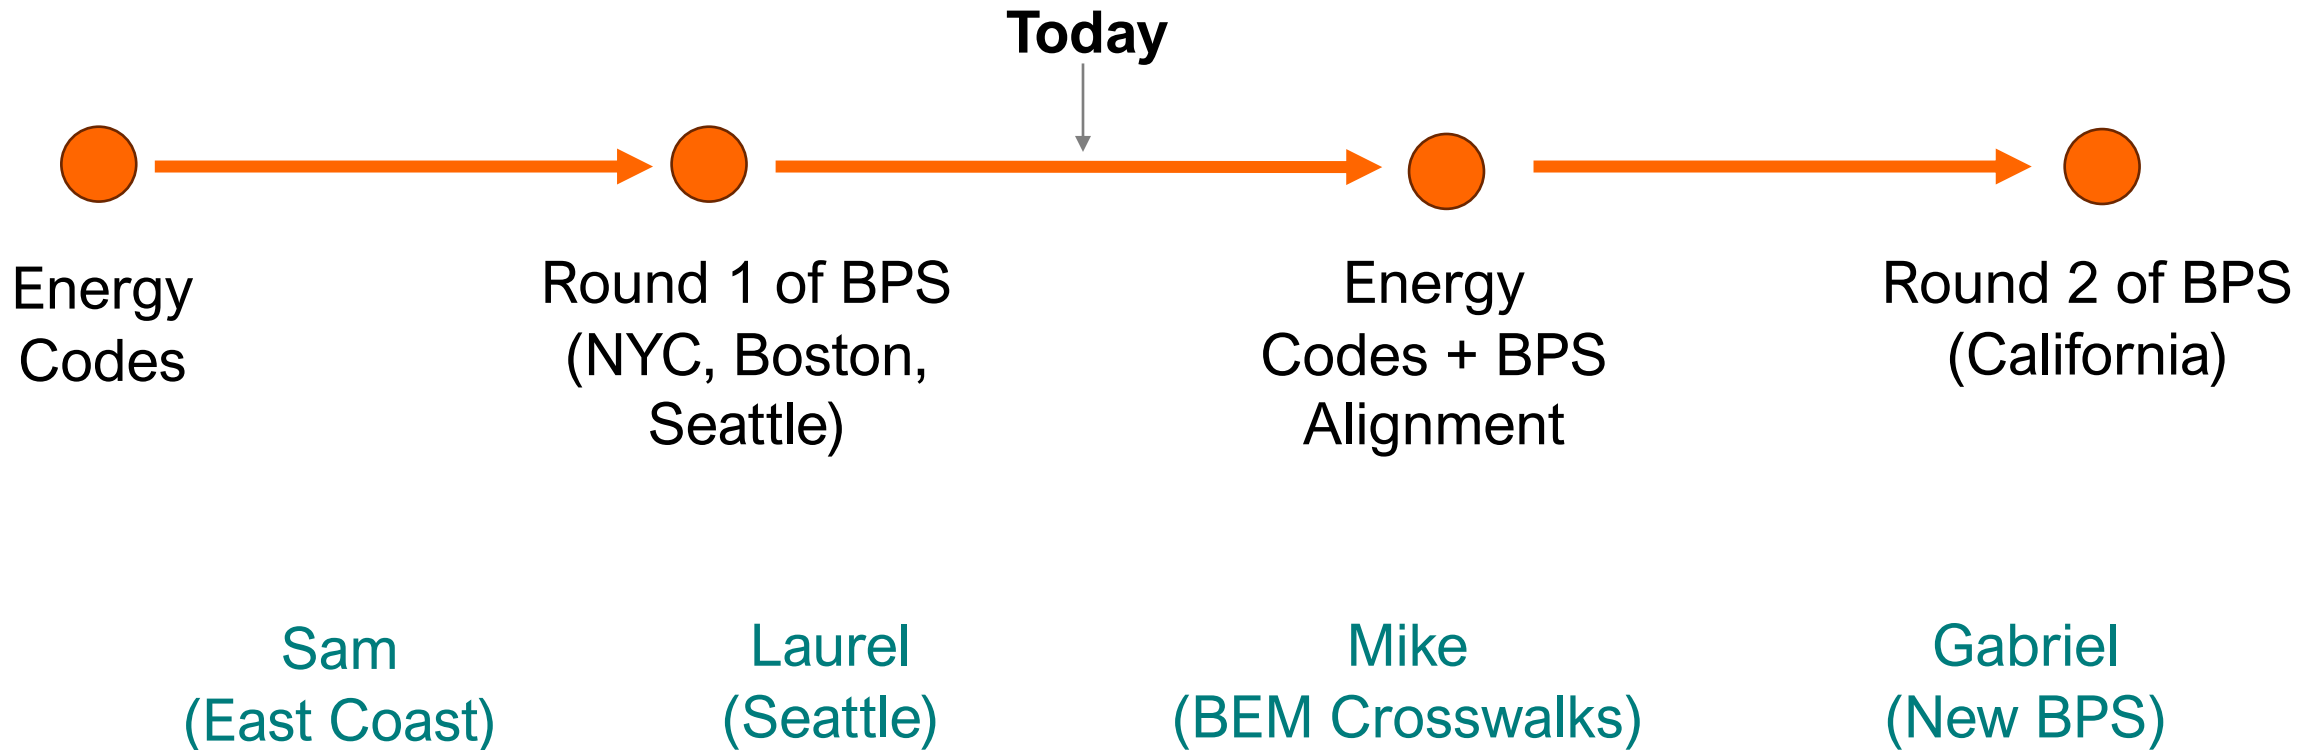 Today
Energy
Codes
Round 1 of BPS
(NYC, Boston,
Seattle)
Energy
Codes + BPS
Alignment
Round 2 of BPS
(California)
Sam
(East Coast)
Laurel
(Seattle)
Mike
(BEM Crosswalks)
Gabriel
(New BPS)